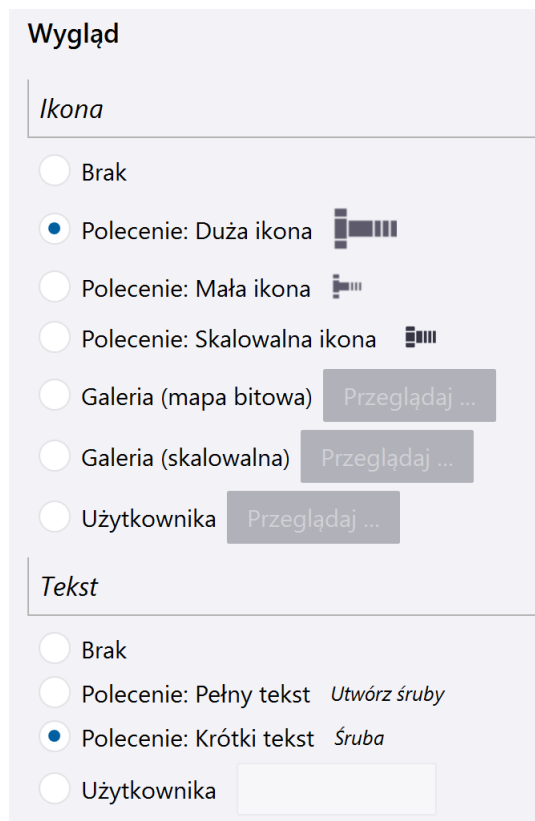 Wygląd
Ikona
Brak
Polecenie: Duża ikona
Polecenie: Mała ikona
Polecenie: Skalowalna ikona
Galeria (mapa bitowa) Przeglądaj ...
Galeria (skalowalna) Przeglądaj ...
Użytkownika Przeglądaj ...
Tekst
Brak
Polecenie: Pełny tekst Utwórz śruby
Polecenie: Krótki tekst Śruba
Użytkownika